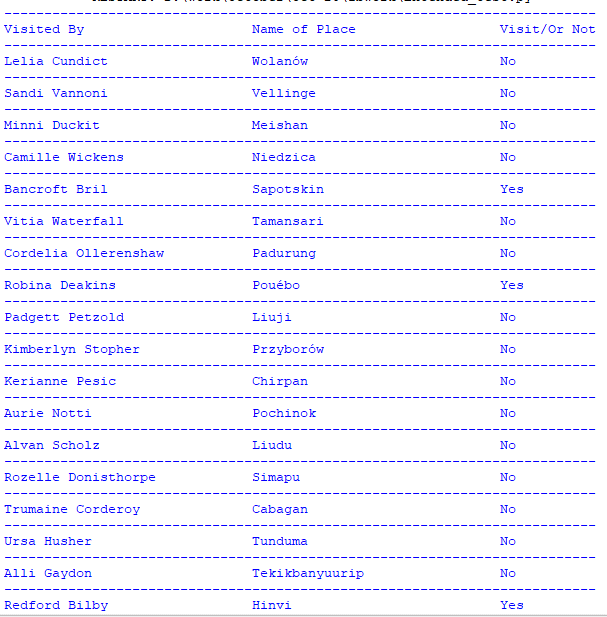 Visited By Name of Place Visit/Or Not
Lelia Cundict Wolanów No
Sandi Vannoni Vellinge No
Minni Duckit Meishan No
Camille Wickens Niedzica No
Bancroft Bril Sapotskin Yes
Vitia Waterfall Tamansari No
Cordelia Ollerenshaw Padurung No
Robina Deakins Pouébo Yes
Padgett Petzold Liuji No
Kimberlyn Stopher Przyborów No
Kerianne Pesic Chirpan No
Aurie Notti Pochinok No
Alvan Scholz Liudu No
Rozelle Donisthorpe Simapu No
Trumaine Corderoy Cabagan No
Ursa Husher Tunduma No
Alli Gaydon Tekikbanyuurip No
Redford Bilby Hinvi Yes